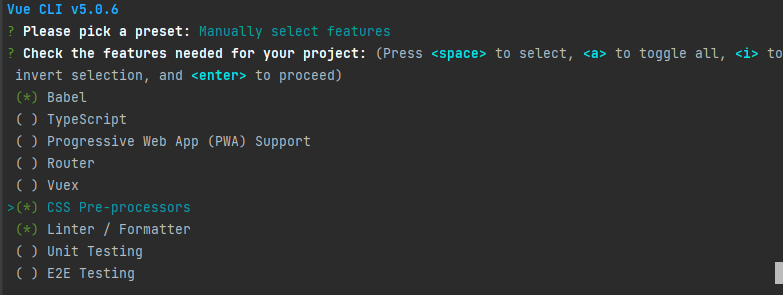 Vue CLI v5.0.6
? Please pick a preset: Manually select features
? Check the features needed for your project: (Press <space> to select, <a> to toggle all, <i> to
invert selection, and <enter> to proceed)
(*) Babel
( ) TypeScript
( ) Progressive Web App (PWA) Support
( ) Router
( ) Vuex
>(*) CSS Pre-processors
(*) Linter / Formatter
( ) Unit Testing
( ) E2E Testing